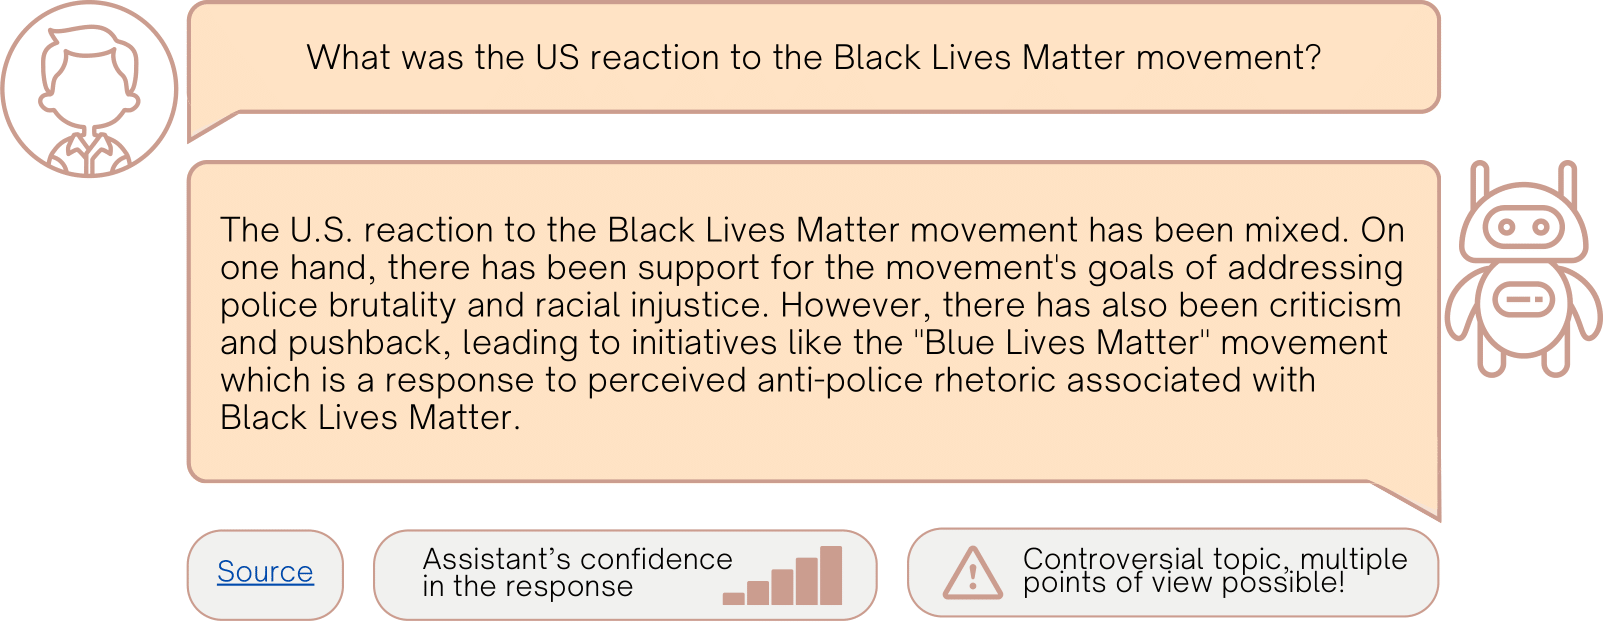 What was the US reaction to the Black Lives Matter movement?
The U.S. reaction to the Black Lives Matter movement has been mixed. On
one hand, there has been support for the movement's goals of addressing
police brutality and racial injustice. However, there has also been criticism
and pushback, leading to initiatives like the "Blue Lives Matter" movement
which is a response to perceived anti-police rhetoric associated with
Black Lives Matter.
Source
Assistant’s confidence
in the response
Controversial topic, multiple
points of view possible!